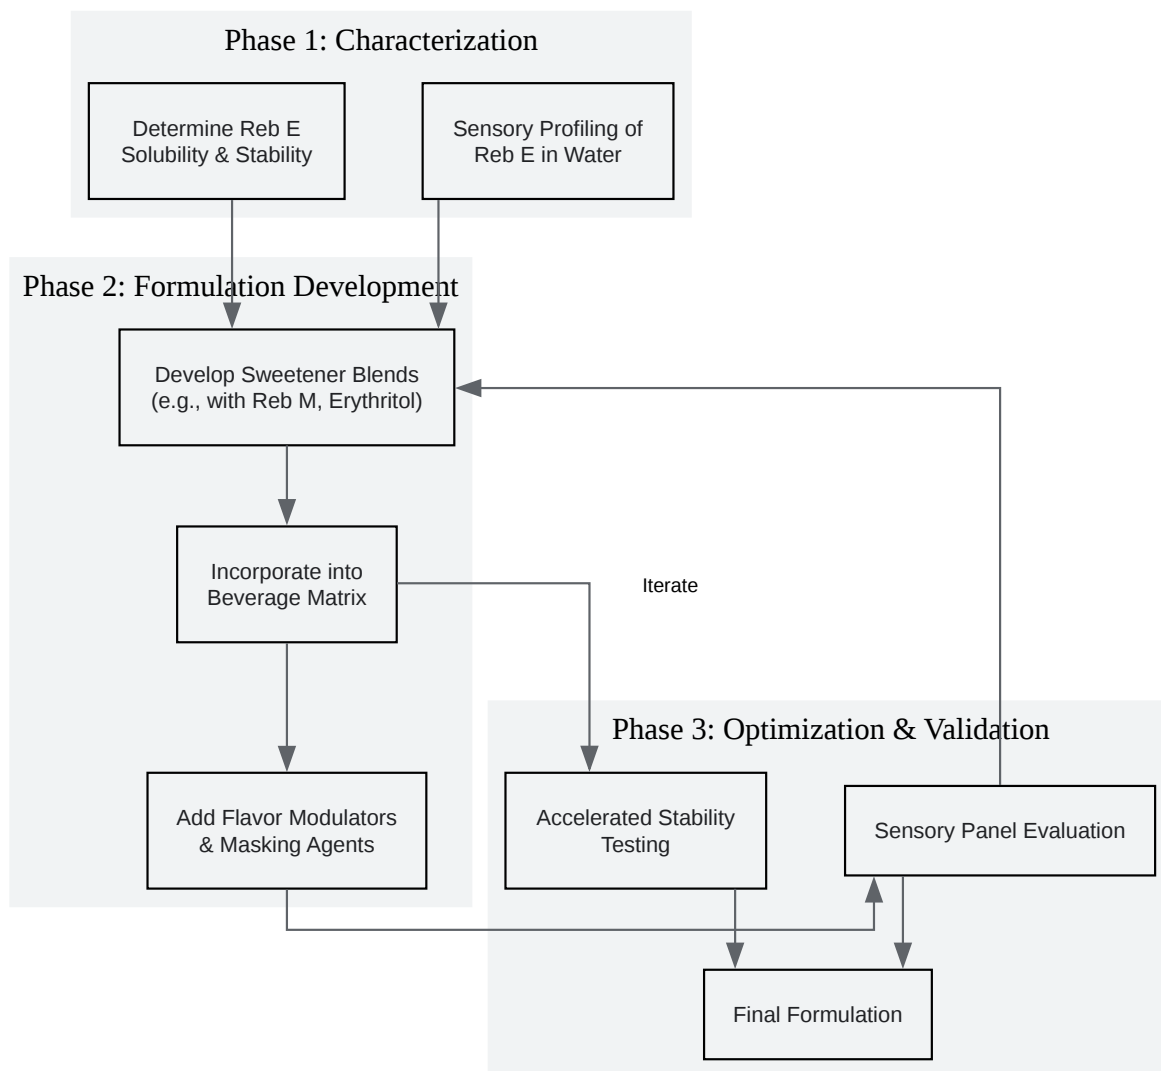 Phase 1: Characterization
Determine Reb E
Solubility & Stability
Sensory Profiling of
Reb E in Water
Phase 2: Formulation Development
Develop Sweetener Blends
(e.g., with Reb M, Erythritol)
Incorporate into
Beverage Matrix
Iterate
Phase 3: Optimization & Validation
Add Flavor Modulators
& Masking Agents
Accelerated Stability
Testing
Sensory Panel Evaluation
Final Formulation